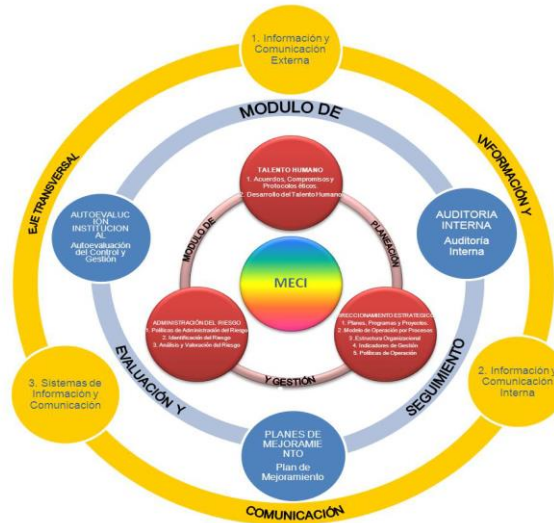 1. Información y
Comunicación
Externa
MODULO DE
EJE TRANSVERSAL
INFORMACIÓN Y
TALENTO HUMANO
1. Acuerdos, Compromisos y
Protocolos éticos.
2. Desarrollo del Talento Humano
AUTOEVALUC
IÓN
INSTITUCION
AL
Autoevaluación
del Control y
Gestión
MODULO DE
PLANEACIÓN
AUDITORIA
INTERNA
Auditoría
Interna
MECI
ADMINISTRACIÓN DEL RIESGO
1. Políticas de Administración del Riesgo
2. Identificación del Riesgo
3. Análisis y Valoración del Riesgo
DIRECCIONAMIENTO ESTRATEGICO
1. Planes, Programas y Proyectos.
2. Modelo de Operación por Procesos
3. Estructura Organizacional
4. Indicadores de Gestión
5. Políticas de Operación
Y GESTIÓN
EVALUACIÓN Y
SEGUIMIENTO
3. Sistemas de
Información y
Comunicación
2. Información y
Comunicación
Interna
PLANES DE
MEJORAMIE
NTO
Plan de
Mejoramiento
COMUNICACIÓN